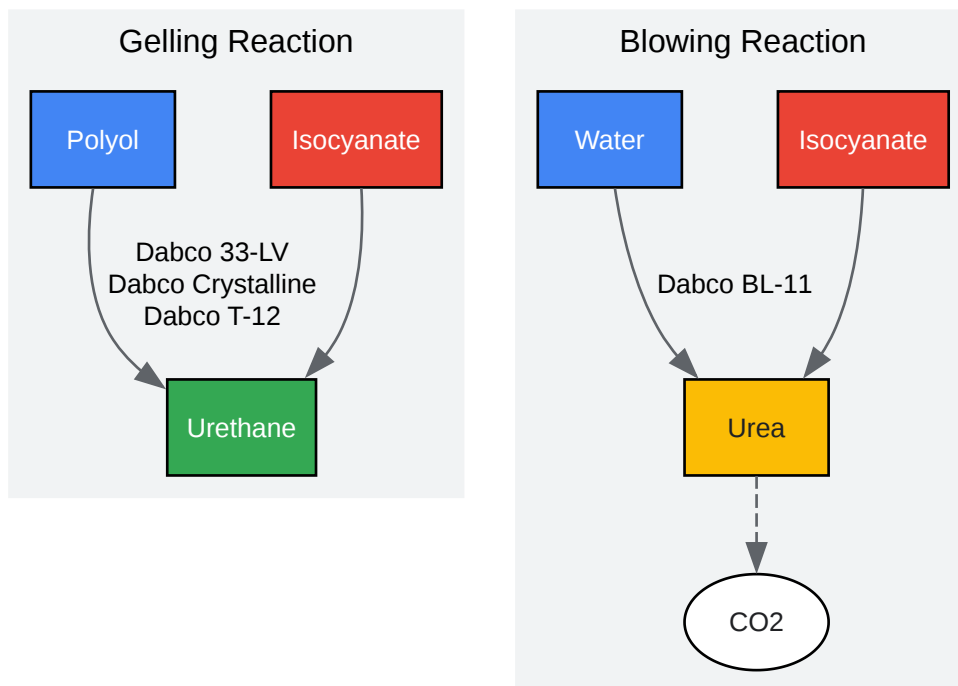 Gelling Reaction
Polyol
Isocyanate
Dabco 33-LV
Dabco Crystalline
Dabco T-12
Urethane
Blowing Reaction
Water
Isocyanate
Dabco BL-11
Urea
CO2